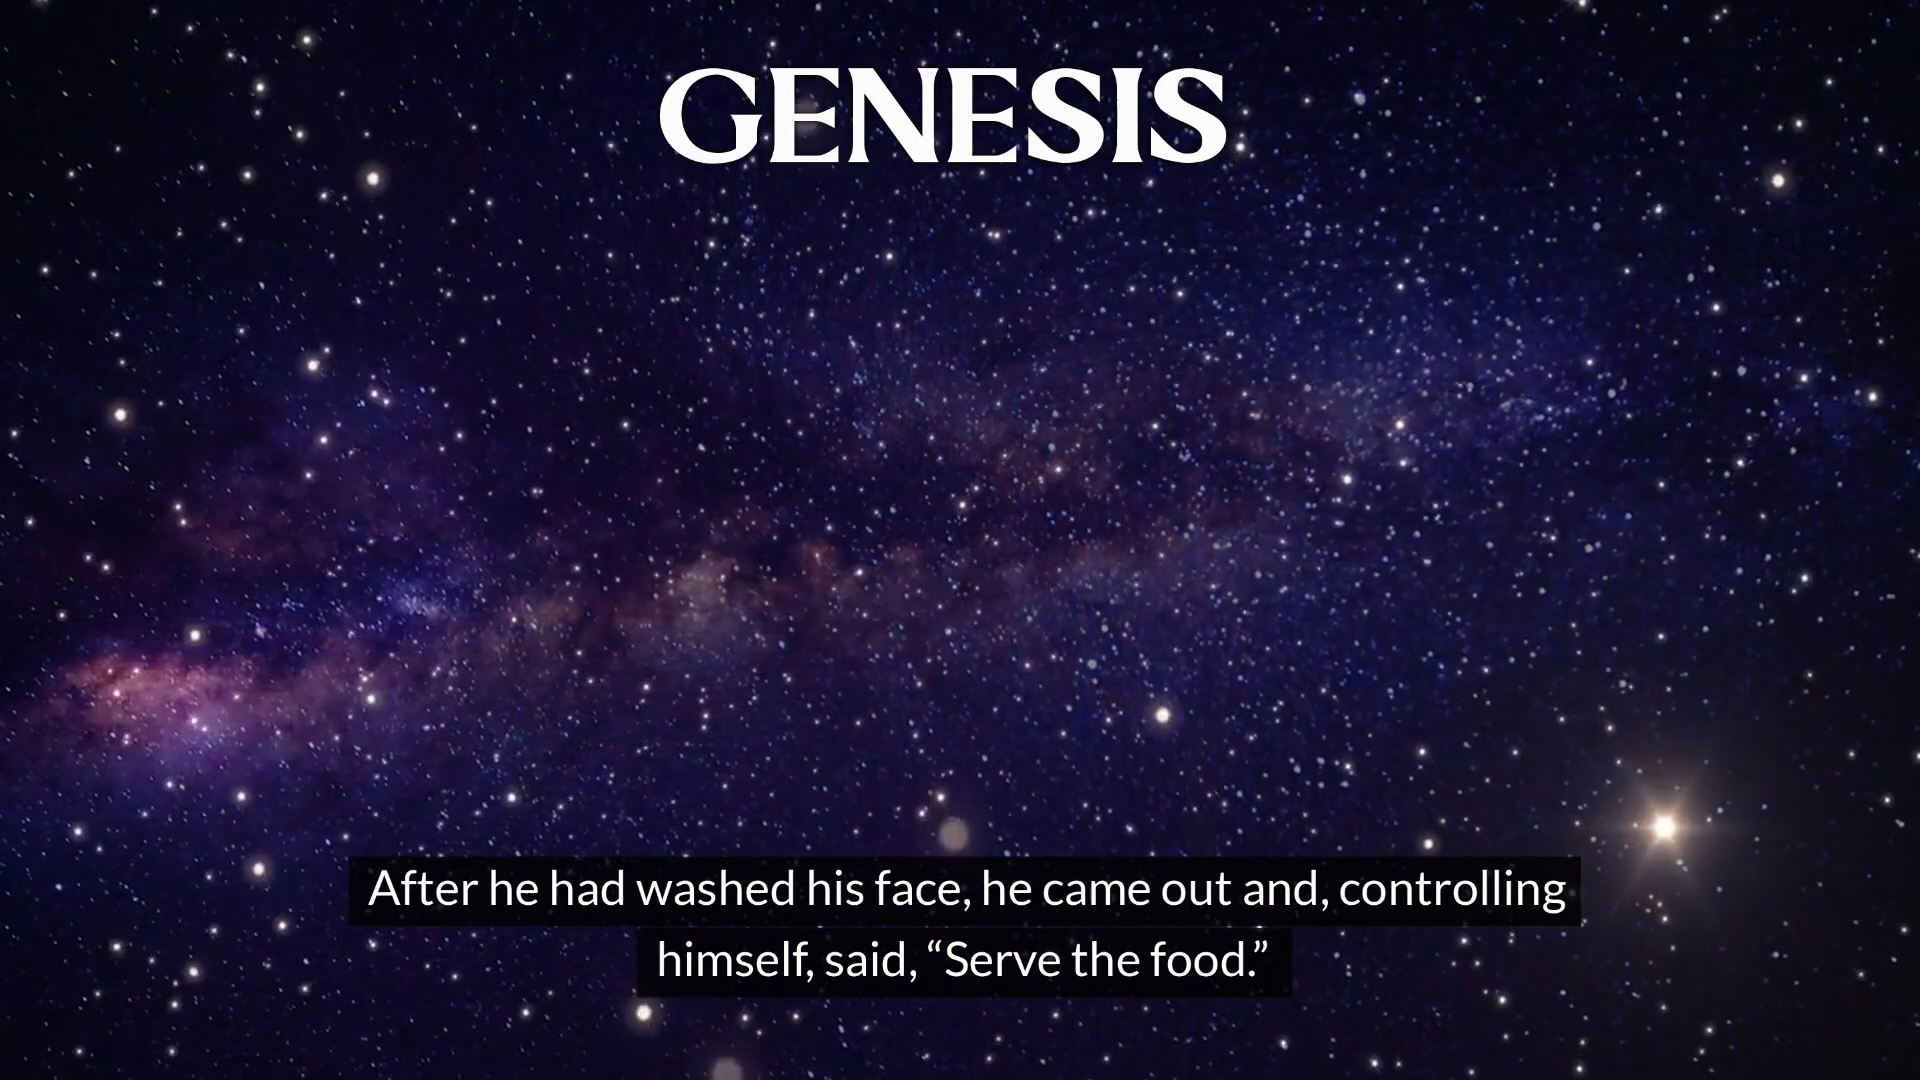 GENESIS
After he had washed his face, he came out and, controlling
himself, said, “Serve the food.”